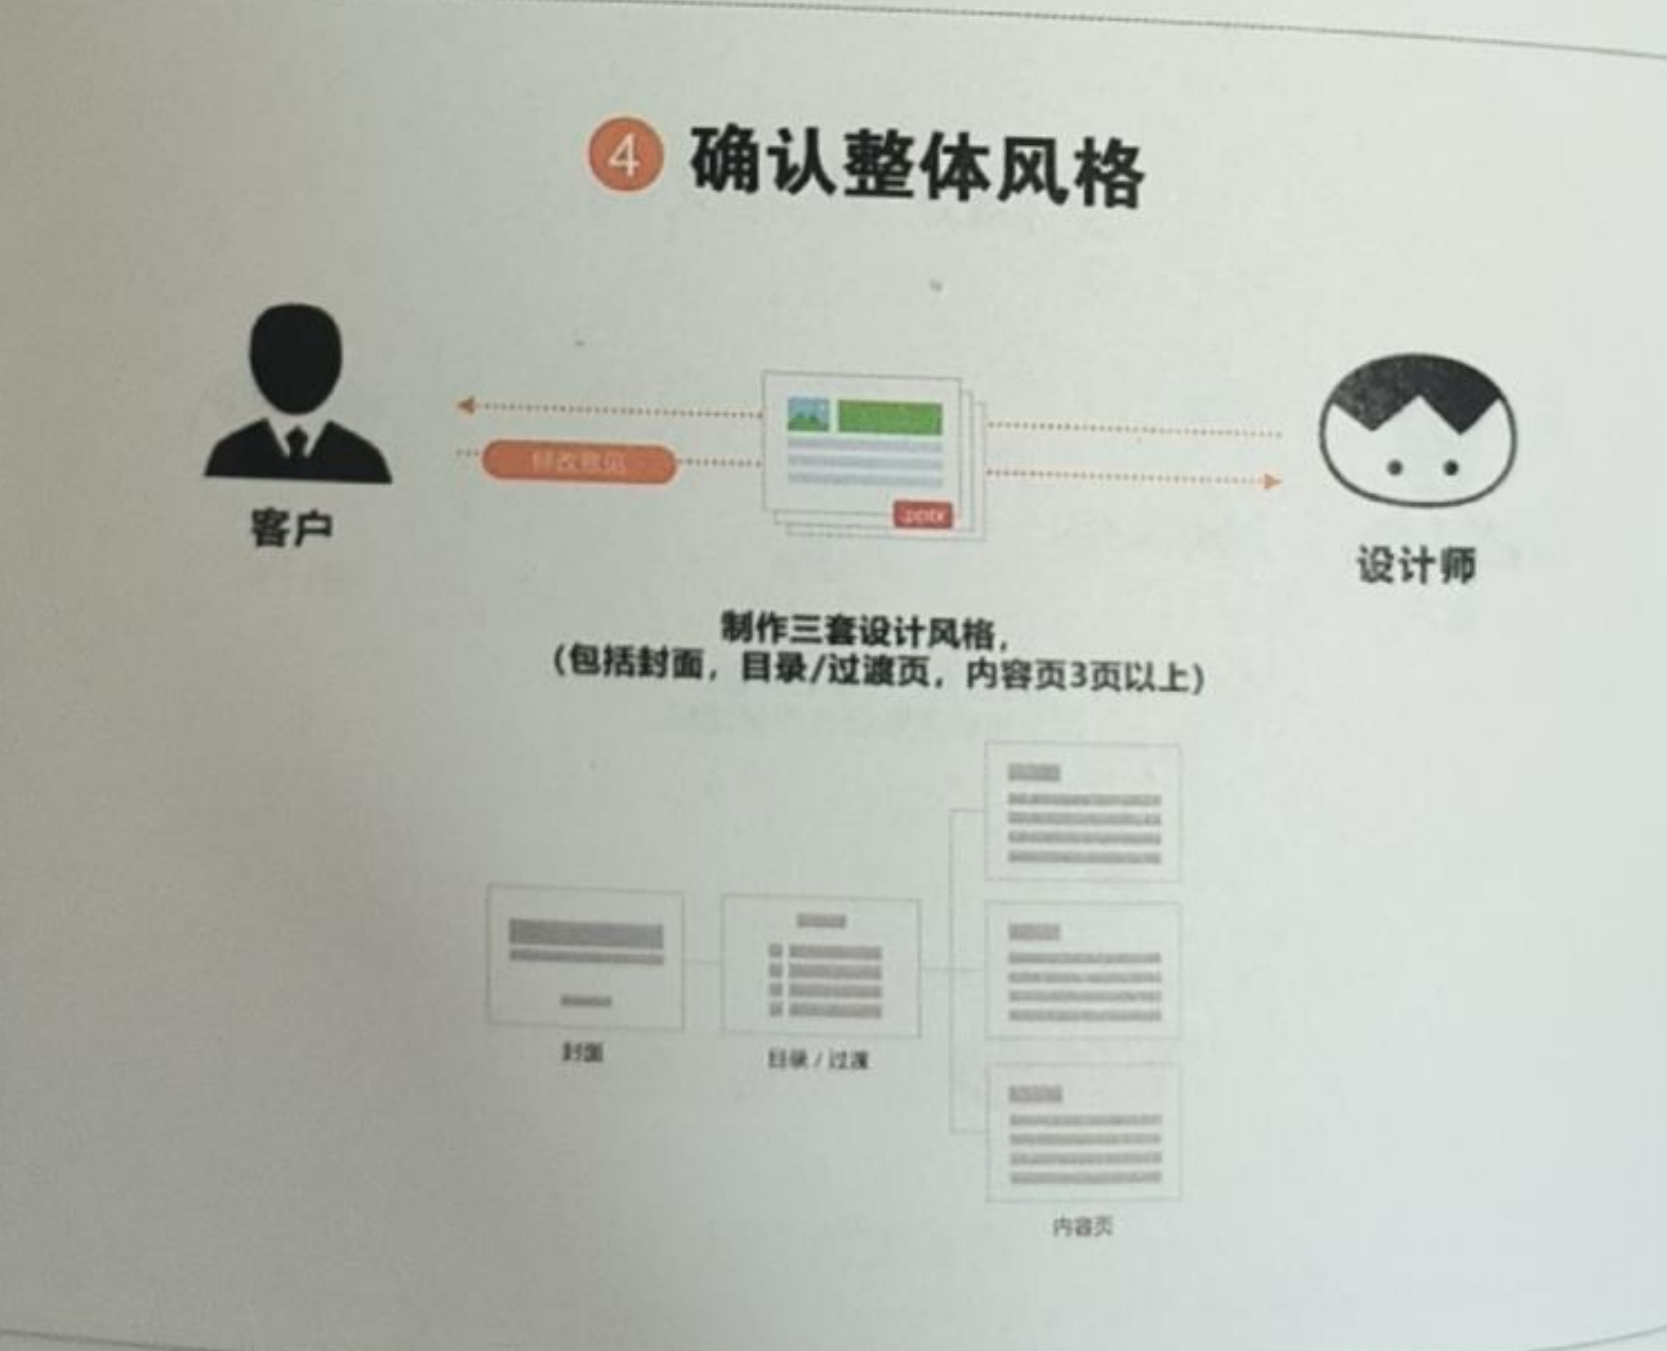 4 确认整体风格
修改意见
.pptx
客户
设计师
制作三套设计风格，
（包括封面，目录/过渡页，内容页3页以上）
封面
目录 / 过渡
内容页